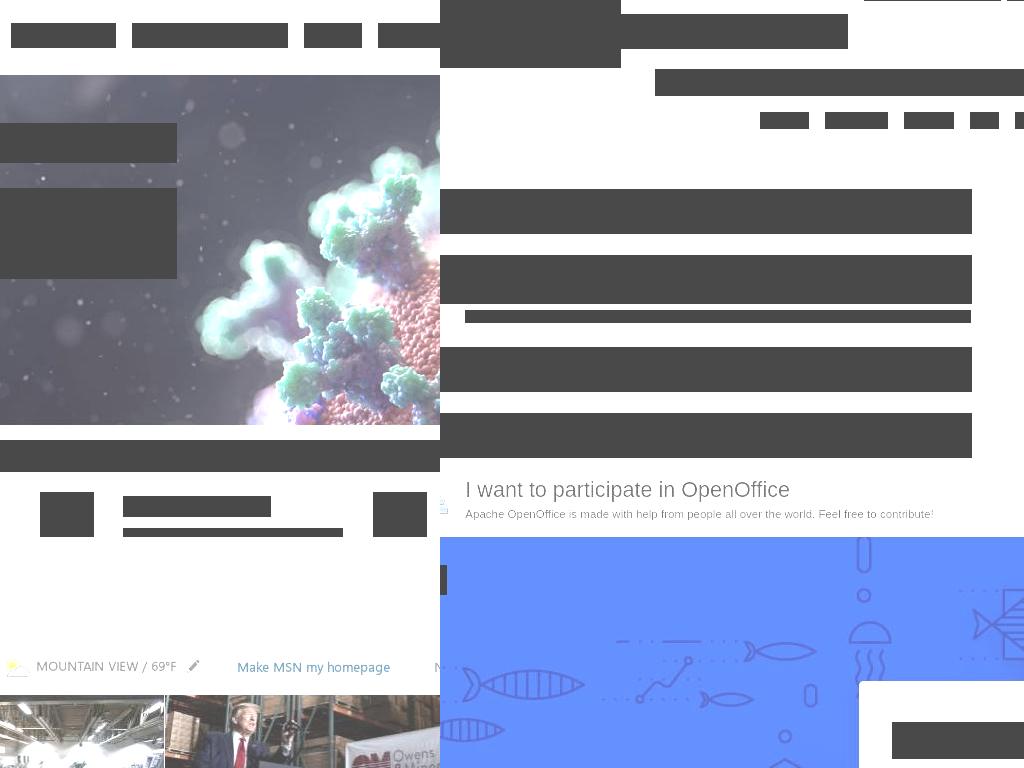 I want to participate in OpenOffice
Apache OpenOffice is made with help from people all over the world. Feel free to contribute!
MOUNTAIN VIEW / 69°F
Make MSN my homepage
Owens